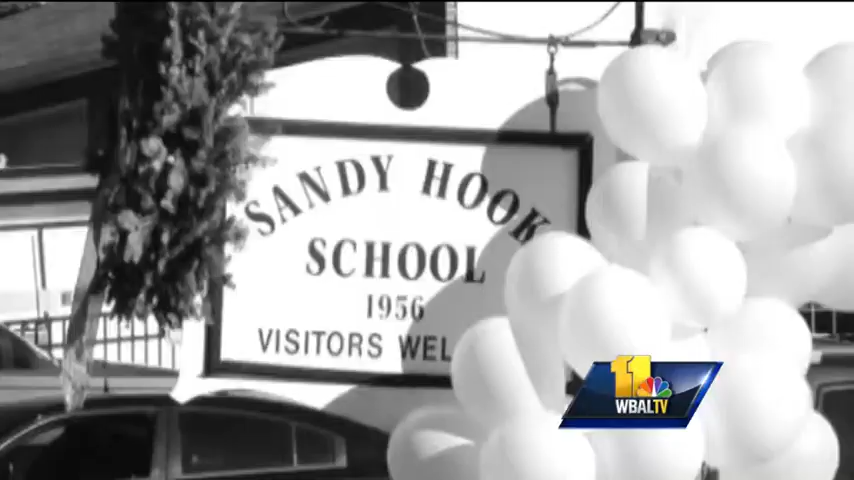 SANDY HOOK
SCHOOL
1956
VISITORS WEL
11
WBALTV